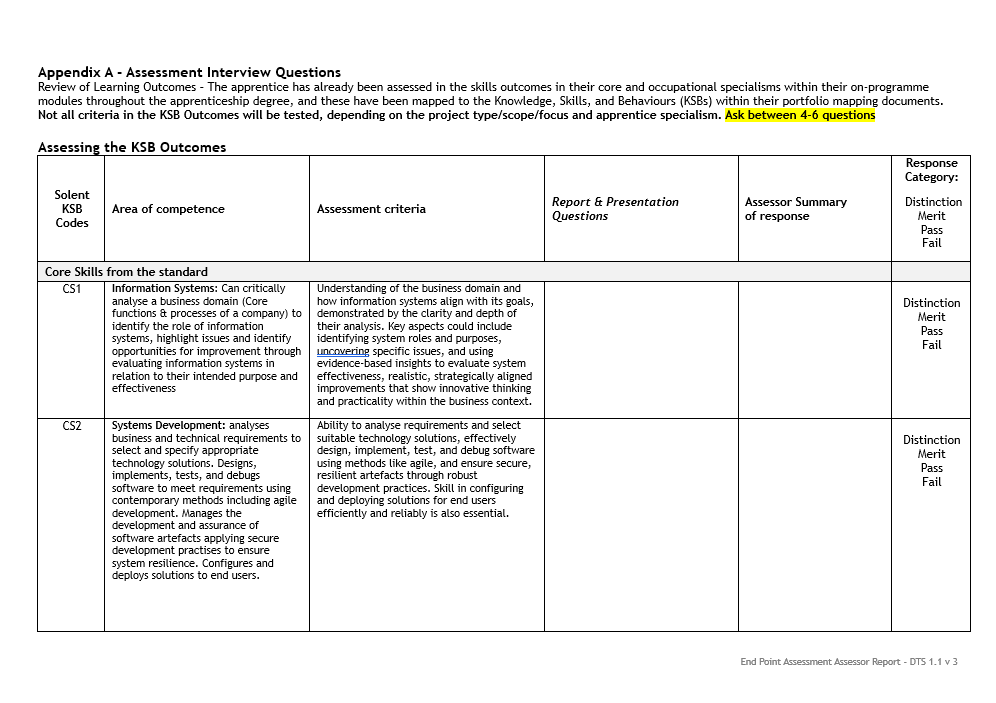 Appendix A - Assessment Interview Questions
Review of Learning Outcomes – The apprentice has already been assessed in the skills outcomes in their core and occupational specialisms within their on-programme
modules throughout the apprenticeship degree, and these have been mapped to the Knowledge, Skills, and Behaviours (KSBs) within their portfolio mapping documents.
Not all criteria in the KSB Outcomes will be tested, depending on the project type/scope/focus and apprentice specialism. Ask between 4-6 questions
Assessing the KSB Outcomes
Solent
KSB
Codes
Area of competence
Assessment criteria
Report & Presentation
Questions
Assessor Summary
of response
Response
Category:
Distinction
Merit
Pass
Fail
Core Skills from the standard
CS1
Information Systems: Can critically
analyse a business domain (Core
functions & processes of a company) to
identify the role of information
systems, highlight issues and identify
opportunities for improvement through
evaluating information systems in
relation to their intended purpose and
effectiveness
Understanding of the business domain and
how information systems align with its goals,
demonstrated by the clarity and depth of
their analysis. Key aspects could include
identifying system roles and purposes,
uncovering specific issues, and using
evidence-based insights to evaluate system
effectiveness, realistic, strategically aligned
improvements that show innovative thinking
and practicality within the business context.
Distinction
Merit
Pass
Fail
CS2
Systems Development: analyses
business and technical requirements to
select and specify appropriate
technology solutions. Designs,
implements, tests, and debugs
software to meet requirements using
contemporary methods including agile
development. Manages the
development and assurance of
software artefacts applying secure
development practises to ensure
system resilience. Configures and
deploys solutions to end users.
Ability to analyse requirements and select
suitable technology solutions, effectively
design, implement, test, and debug software
using methods like agile, and ensure secure,
resilient artefacts through robust
development practices. Skill in configuring
and deploying solutions for end users
efficiently and reliably is also essential.
Distinction
Merit
Pass
Fail
End Point Assessment Assessor Report - DTS 1.1 v 3